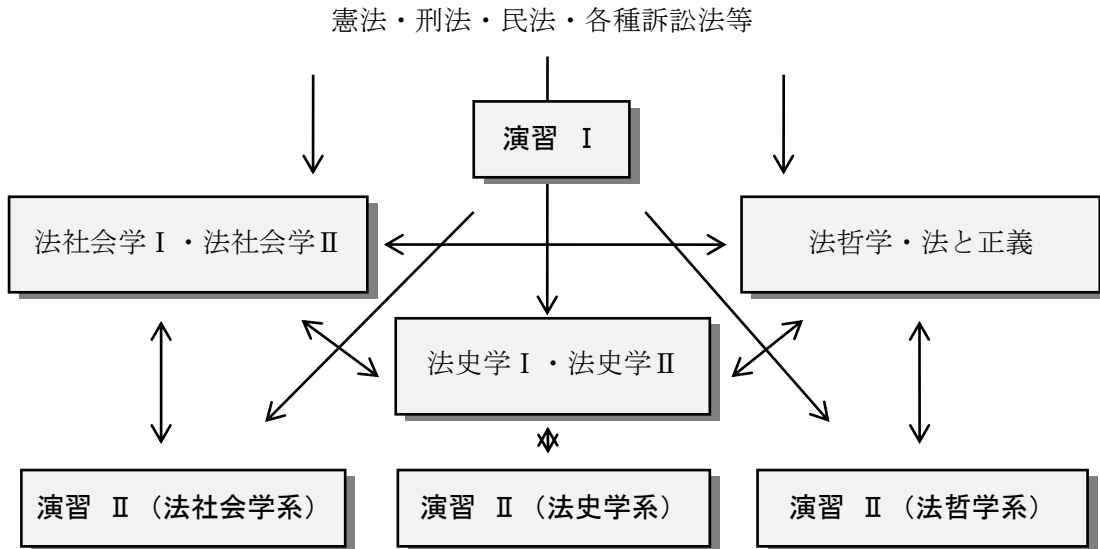 憲法・刑法・民法・各種訴訟法等
演習 Ⅰ
法社会学Ⅰ・法社会学Ⅱ
法哲学・法と正義
法史学Ⅰ・法史学Ⅱ
演習 Ⅱ（法社会学系）
演習 Ⅱ（法史学系）
演習 Ⅱ（法哲学系）